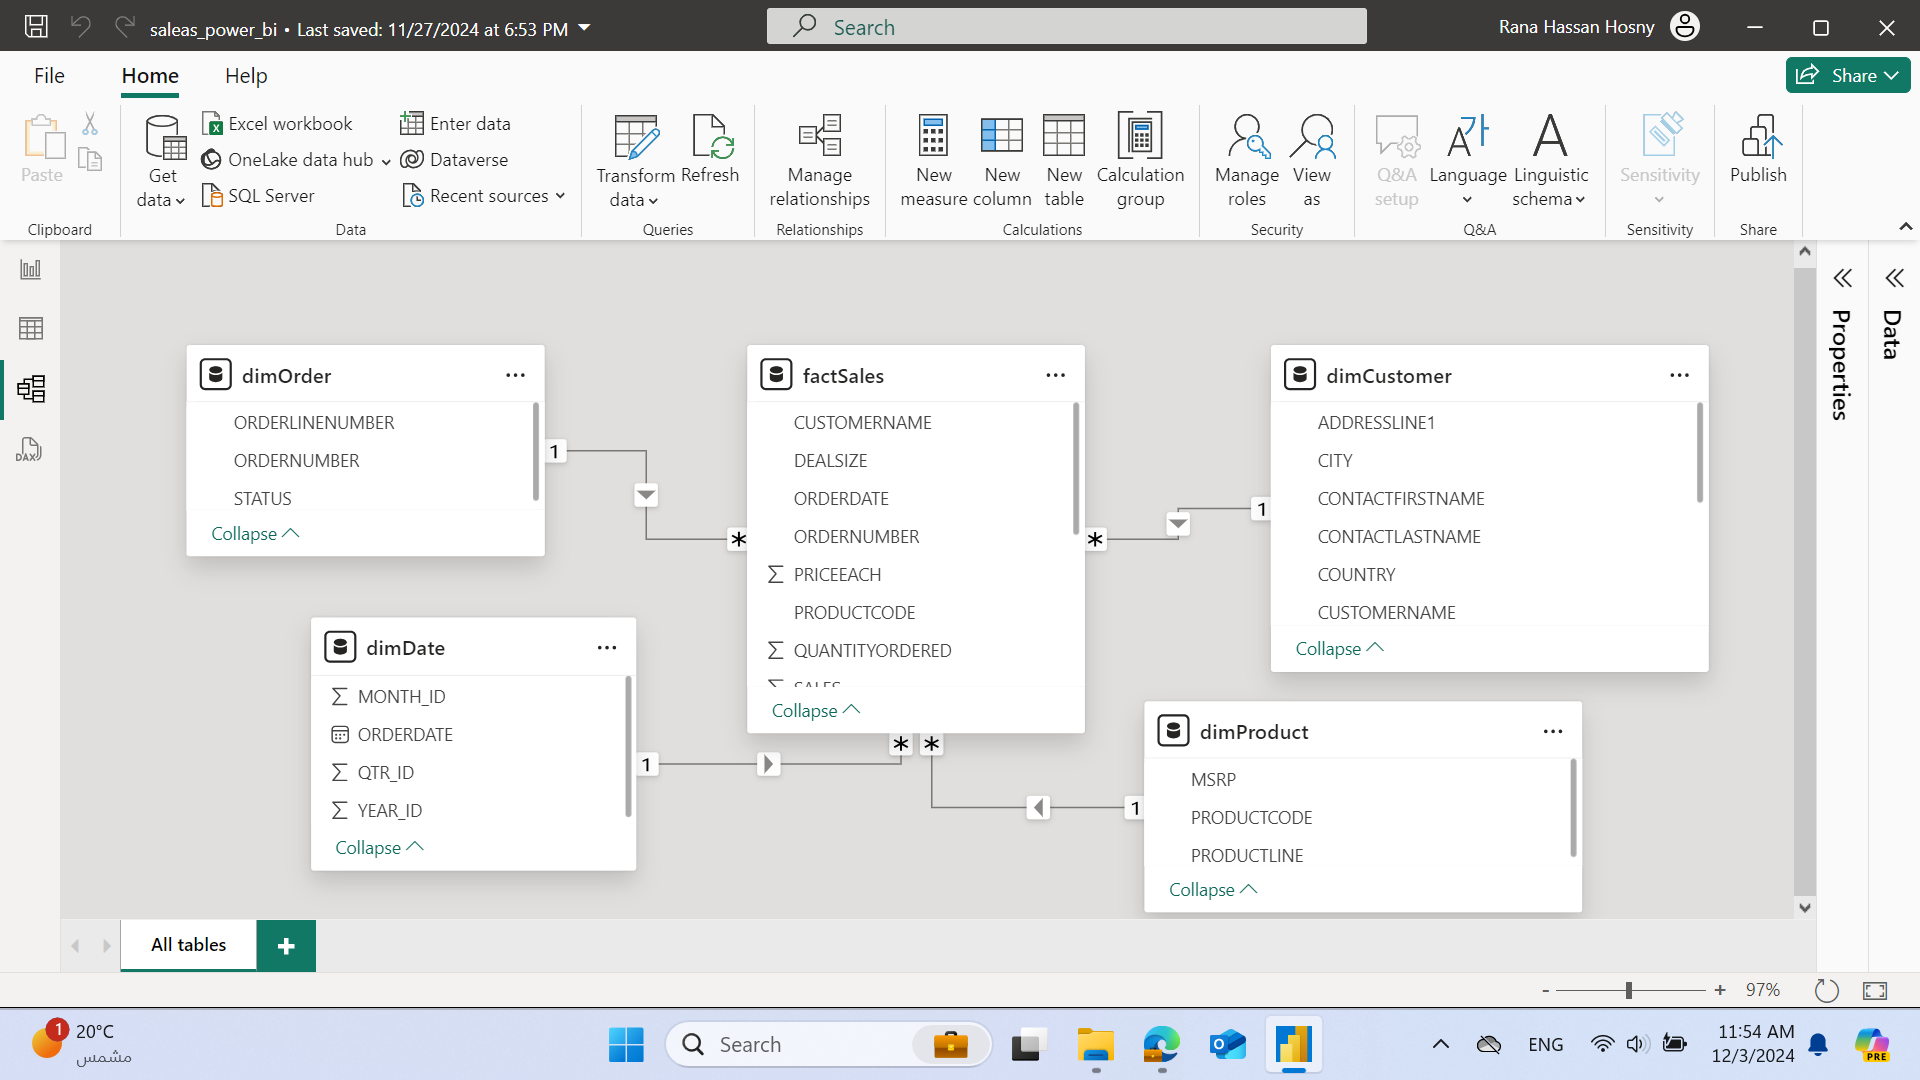 saleas_power_bi • Last saved: 11/27/2024 at 6:53 PM
Search
Rana Hassan Hosny
File
Home
Help
Share
Paste
Clipboard
Get data
Excel workbook
OneLake data hub
SQL Server
Enter data
Dataverse
Recent sources
Data
Transform data
Refresh
Queries
Manage relationships
Relationships
New measure
New column
New table
Calculation group
Calculations
Manage roles
View as
Security
Q&A setup
Language
Linguistic schema
Q&A
Sensitivity
Sensitivity
Publish
Share
DAX
dimOrder
ORDERLINENUMBER
ORDERNUMBER
STATUS
Collapse
1
*
factSales
CUSTOMERNAME
DEALSIZE
ORDERDATE
ORDERNUMBER
PRICEEACH
PRODUCTCODE
QUANTITYORDERED
SALES
Collapse
*
1
dimCustomer
ADDRESSLINE1
CITY
CONTACTFIRSTNAME
CONTACTLASTNAME
COUNTRY
CUSTOMERNAME
Collapse
dimDate
MONTH_ID
ORDERDATE
QTR_ID
YEAR_ID
Collapse
1
* *
1
dimProduct
MSRP
PRODUCTCODE
PRODUCTLINE
Collapse
Properties
Data
All tables
+
- + 97%
1
20°C
مشمس
Search
ENG
11:54 AM
12/3/2024
PRE